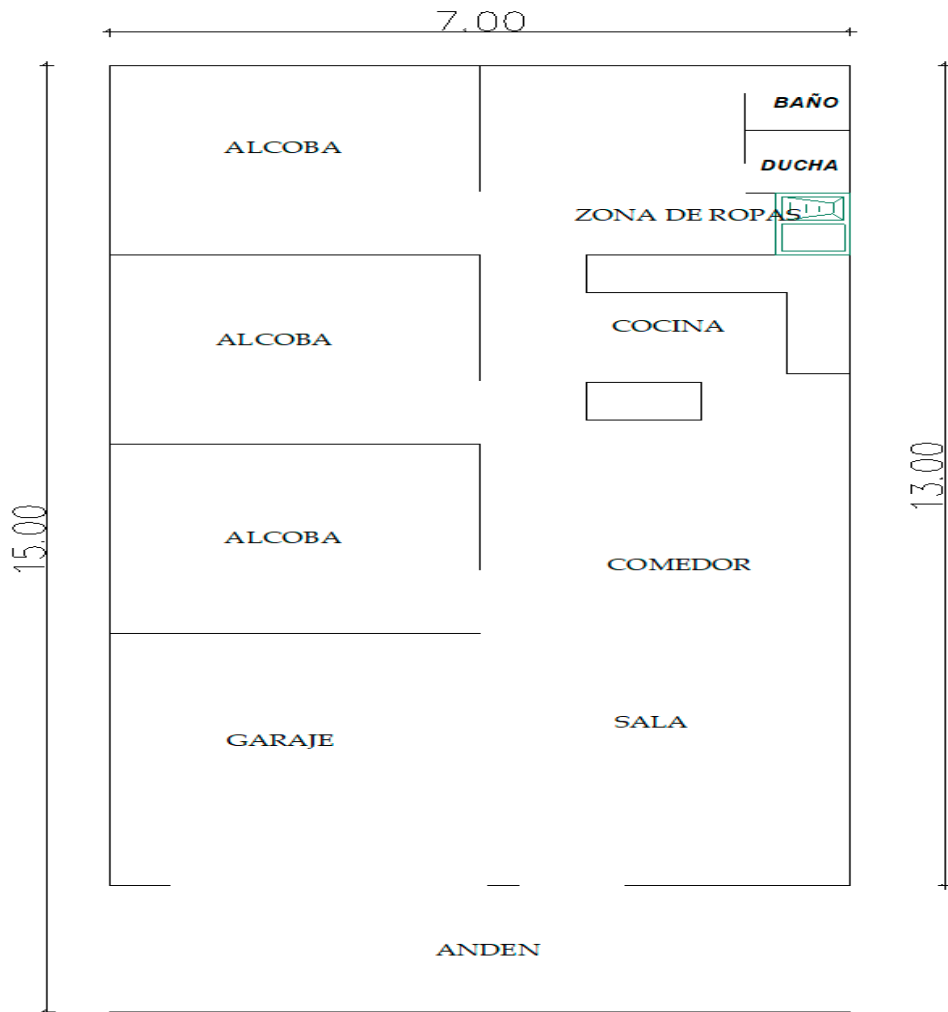 7.00
BAÑO
ALCOBA
DUCHA
ZONA DE ROPAS
COCINA
ALCOBA
13.00
15.00
ALCOBA
COMEDOR
SALA
GARAJE
ANDEN